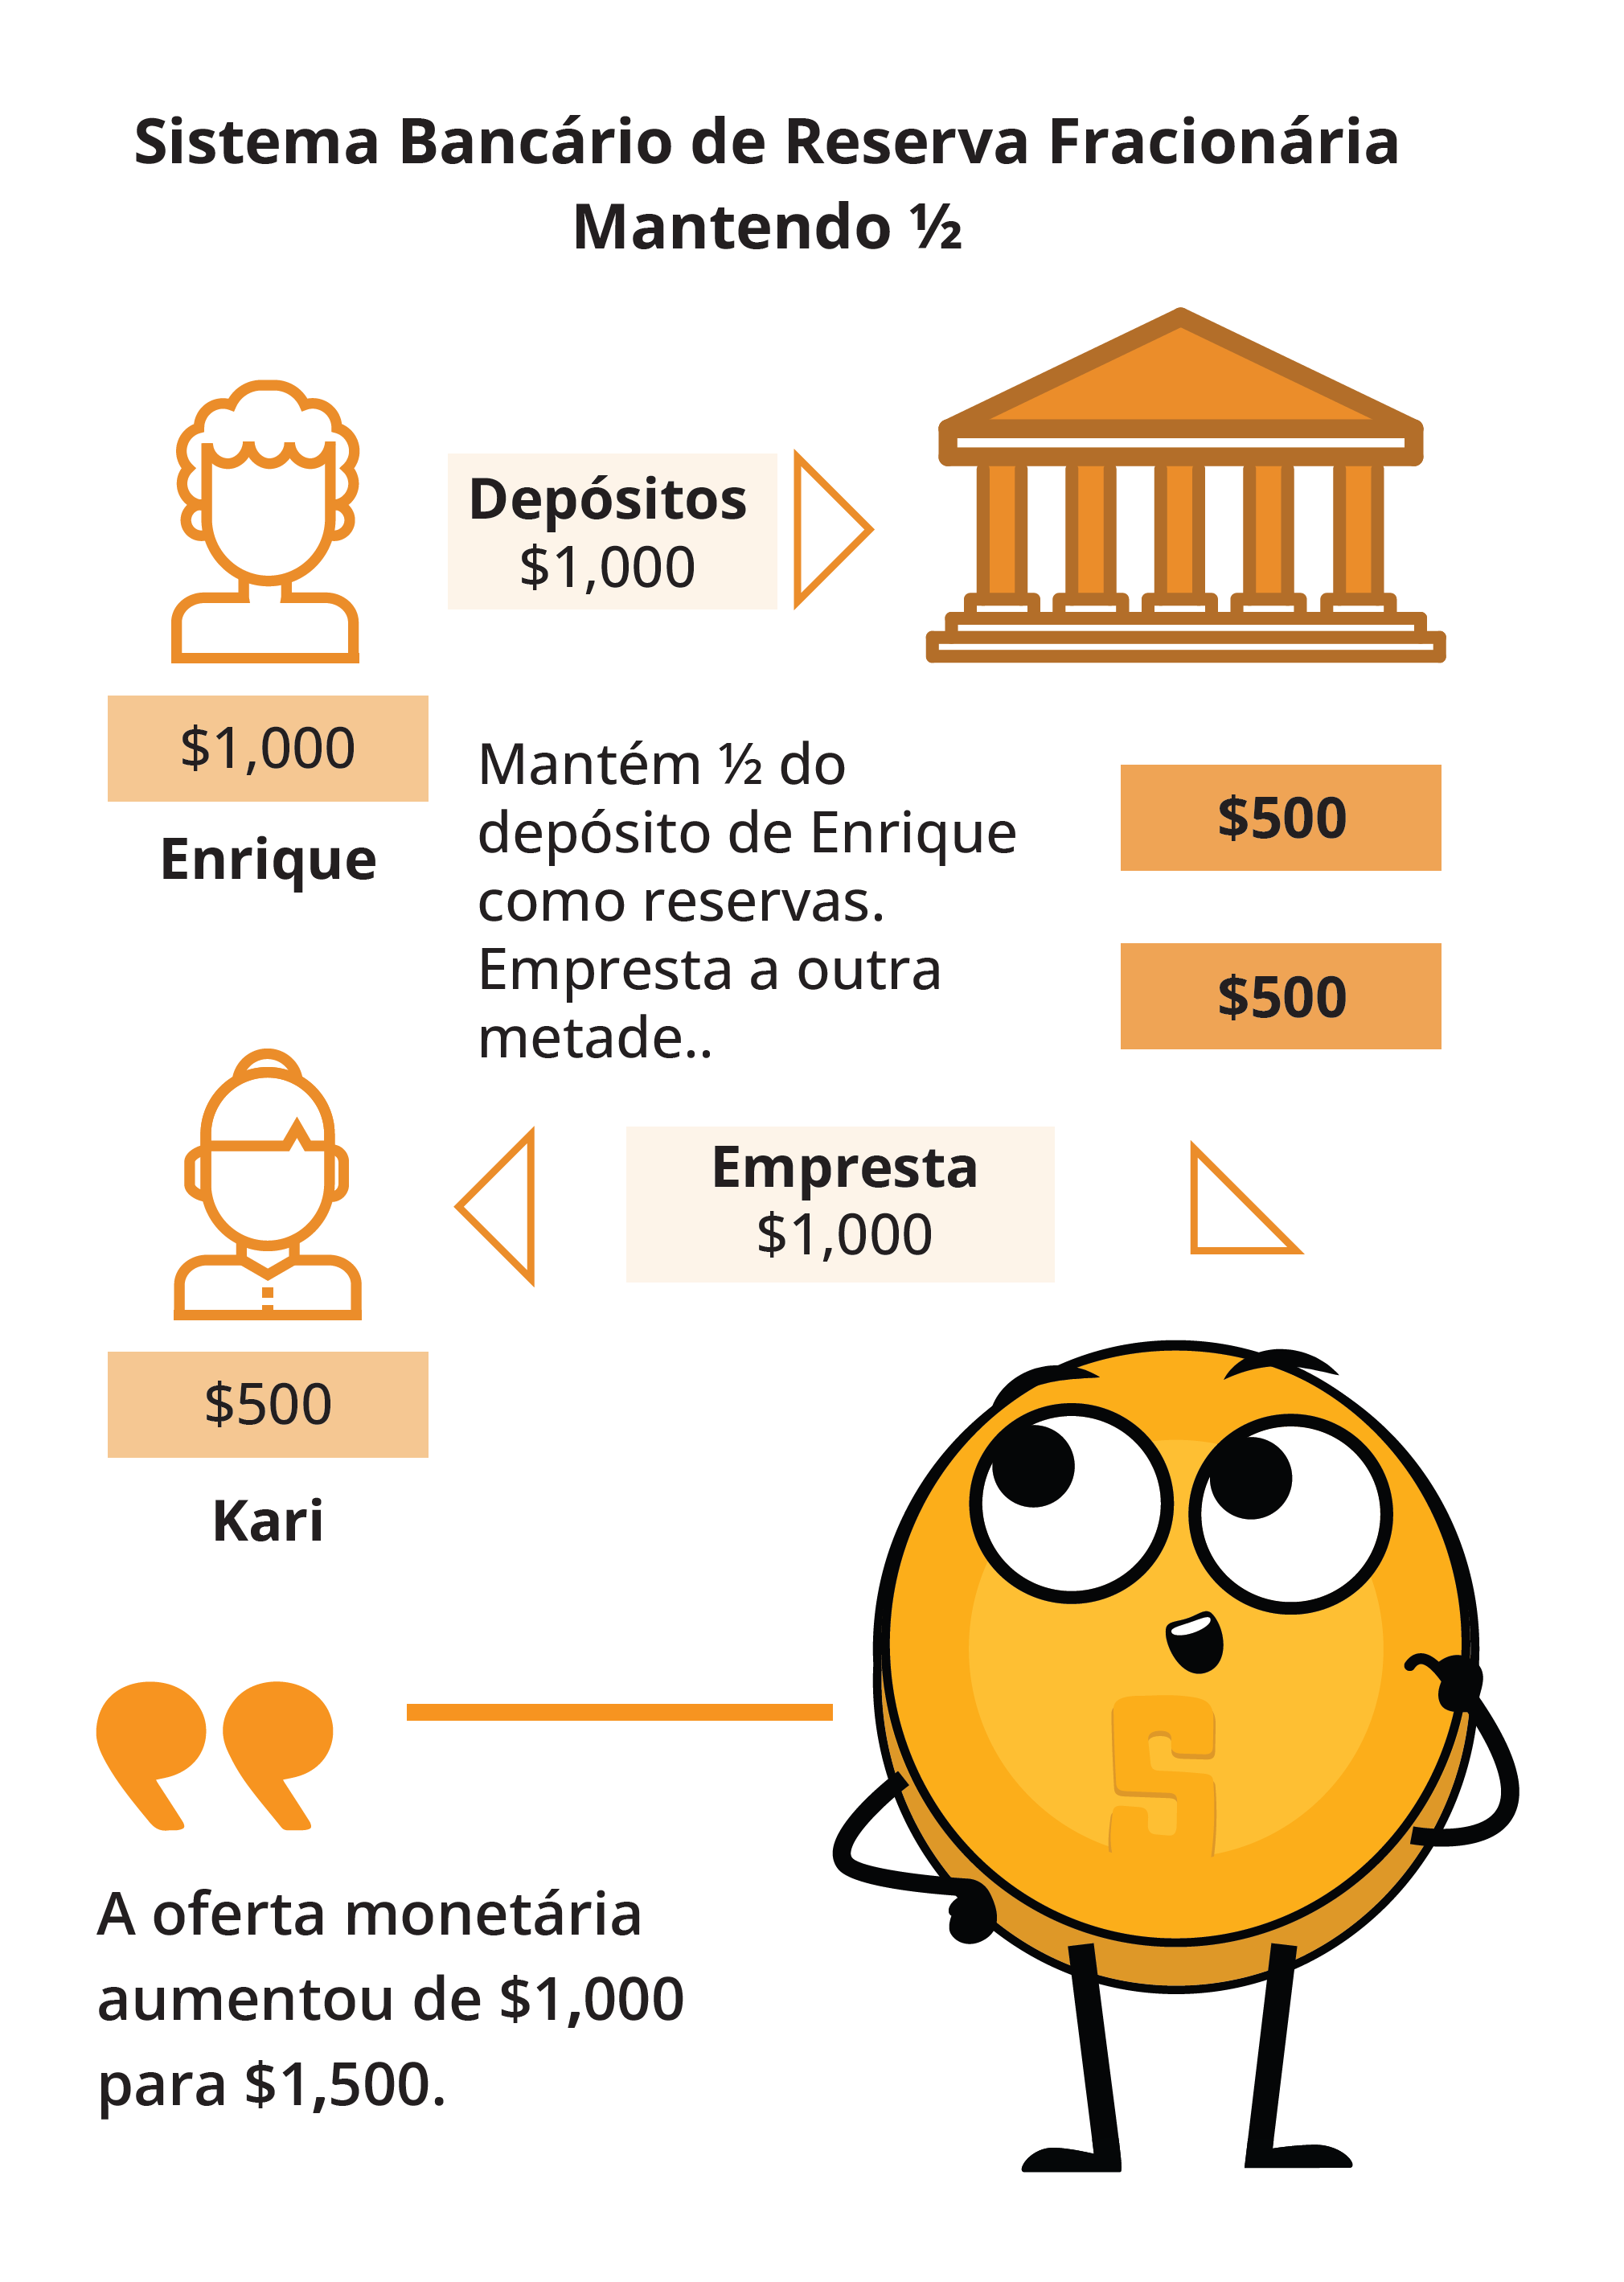 Sistema Bancário de Reserva Fracionária
Mantendo ½
Depósitos
$1,000
$1,000
Enrique
Mantém ½ do
depósito de Enrique
como reservas.
Empresta a outra
metade..
$500
$500
Empresta
$1,000
$500
Kari
A oferta monetária
aumentou de $1,000
para $1,500.